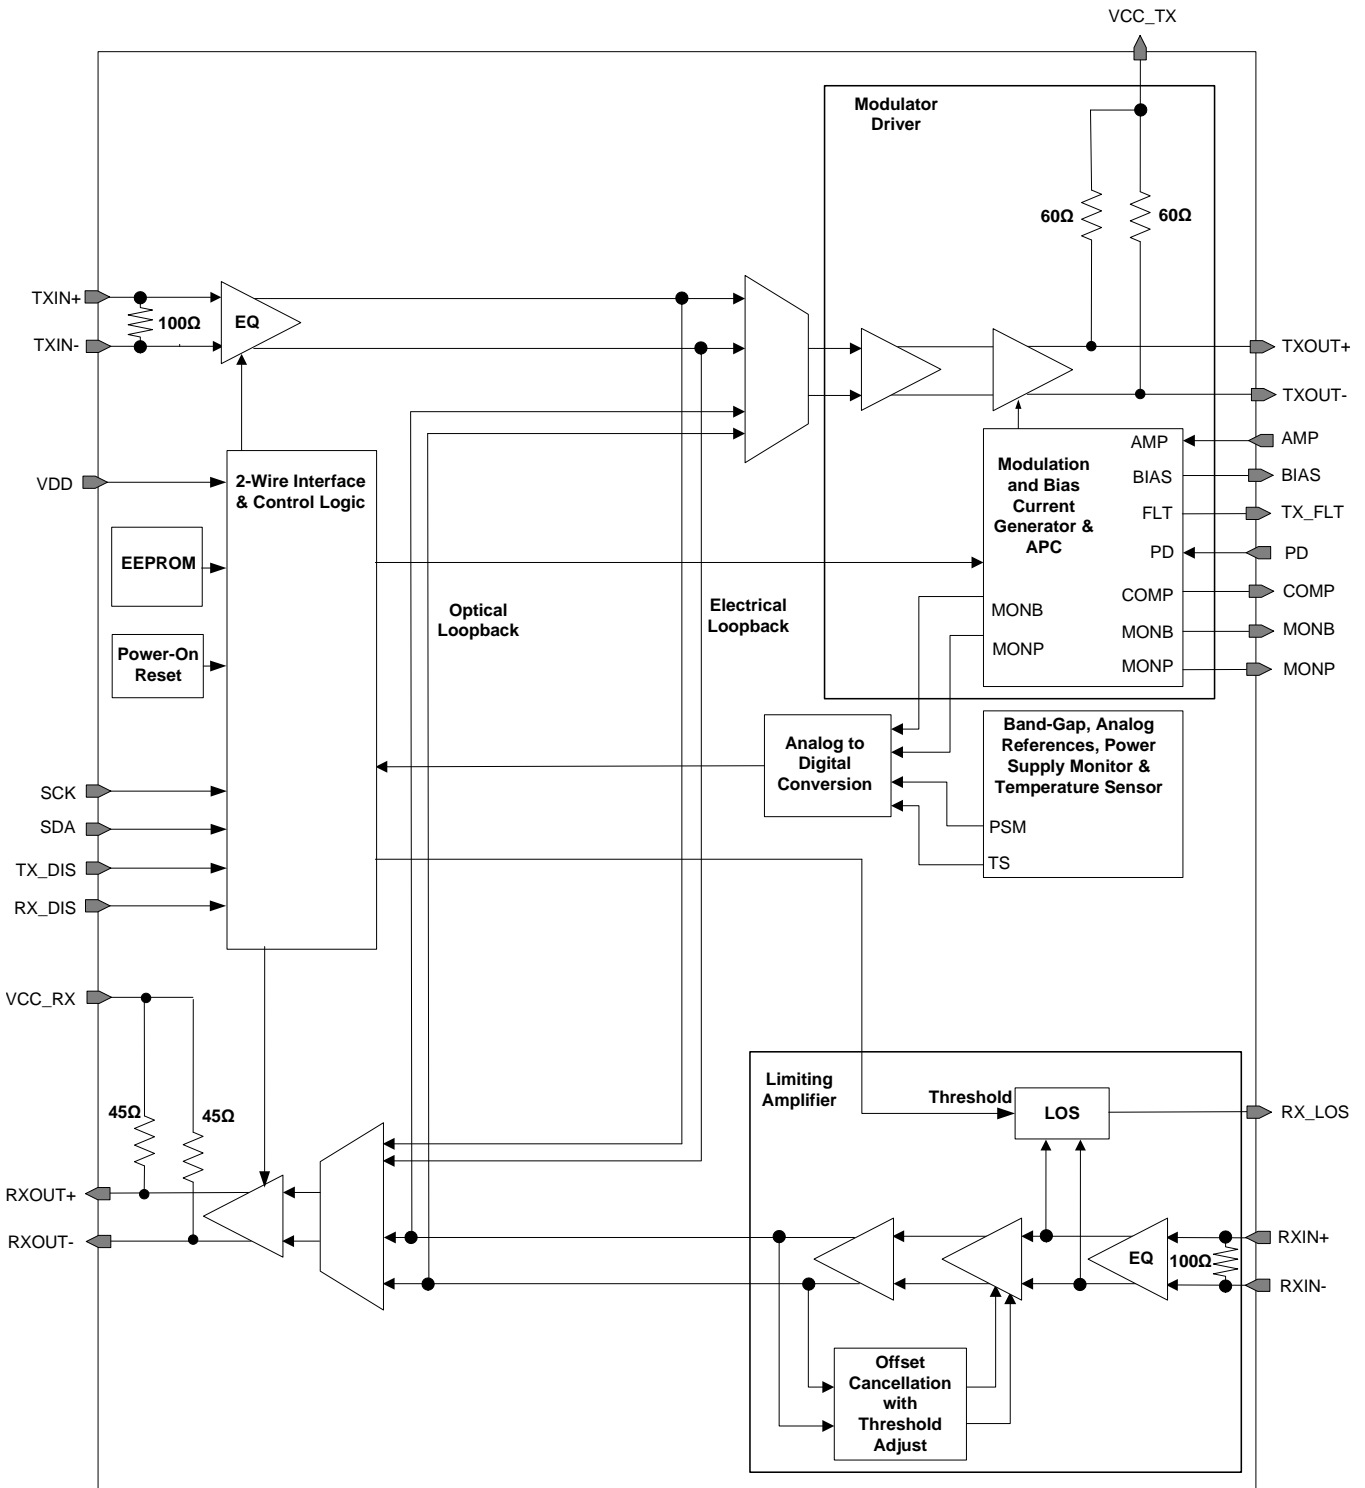 VCC_TX
Modulator
Driver
60Ω
60Ω
TXIN+
100Ω
EQ
TXIN-
TXOUT+
TXOUT-
VDD
2-Wire Interface
& Control Logic
EEPROM
Power-On
Reset
Optical
Loopback
Electrical
Loopback
Modulation
and Bias
Current
Generator &
APC
AMP
BIAS
FLT
PD
COMP
MONB
MONP
MONB
MONP
AMP
BIAS
TX_FLT
PD
COMP
MONB
MONP
Analog to
Digital
Conversion
Band-Gap, Analog
References, Power
Supply Monitor &
Temperature Sensor
PSM
TS
SCK
SDA
TX_DIS
RX_DIS
VCC_RX
45Ω
45Ω
RXOUT+
RXOUT-
Limiting
Amplifier
Threshold
LOS
RX_LOS
EQ
100Ω
RXIN+
RXIN-
Offset
Cancellation
with
Threshold
Adjust